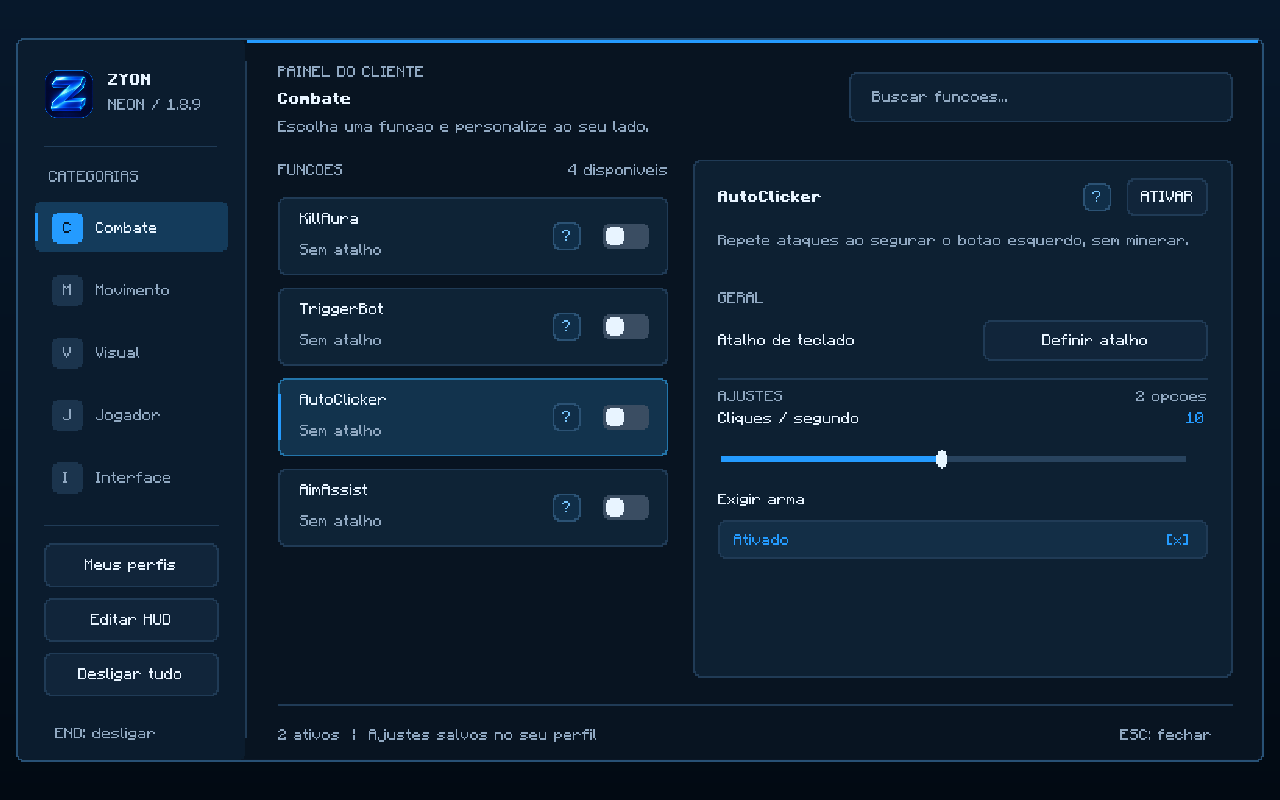 ZYON
NEON / 1.8.9
CATEGORIAS
C Combate
M Movimento
V Visual
J Jogador
I Interface
Meus perfis
Editar HUD
Desligar tudo
END: desligar
PAINEL DO CLIENTE
Combate
Escolha uma funcao e personalize ao seu lado.
Buscar funcoes...
FUNCOES 4 disponiveis
KillAura
Sem atalho
?
TriggerBot
Sem atalho
?
AutoClicker
Sem atalho
?
AimAssist
Sem atalho
?
AutoClicker ? ATIVAR
Repete ataques ao segurar o botao esquerdo, sem minerar.
GERAL
Atalho de teclado Definir atalho
AJUSTES 2 opcoes
Cliques / segundo 10
Exigir arma
Ativado [x]
2 ativos | Ajustes salvos no seu perfil
ESC: fechar